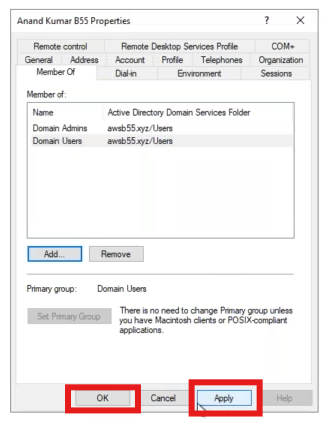 Anand Kumar B55 Properties ? ×
Remote control Remote Desktop Services Profile COM+
General Address Account Profile Telephones Organization
Member Of Dial-in Environment Sessions
Member of:
Name Active Directory Domain Services Folder
Domain Admins awsb55.xyz/Users
Domain Users awsb55.xyz/Users
Add... Remove
Primary group: Domain Users
Set Primary Group
There is no need to change Primary group unless
you have Macintosh clients or POSIX-compliant
applications.
OK Cancel Apply Help